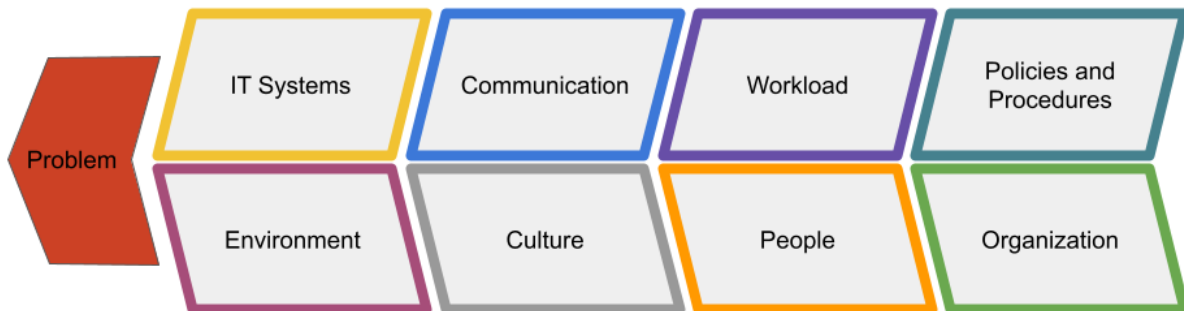 IT Systems
Communication
Workload
Policies and
Procedures
Problem
Environment
Culture
People
Organization